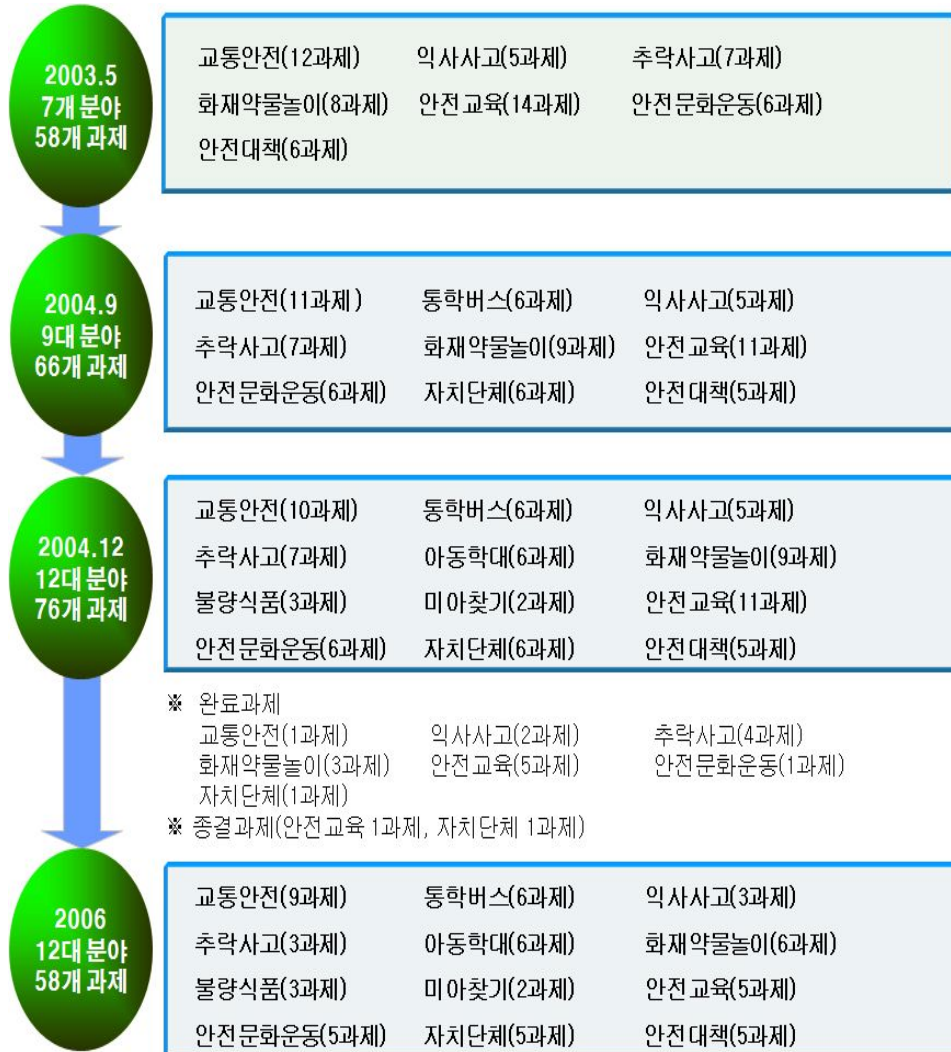 2003.5
7개 분야
58개 과제
교통안전(12과제) 익사사고(5과제) 추락사고(7과제)
화재약물놀이(8과제) 안전교육(14과제) 안전문화운동(6과제)
안전대책(6과제)
2004.9
9대 분야
66개 과제
교통안전(11과제) 통학버스(6과제) 익사사고(5과제)
추락사고(7과제) 화재약물놀이(9과제) 안전교육(11과제)
안전문화운동(6과제) 자치단체(6과제) 안전대책(5과제)
2004.12
12대 분야
76개 과제
교통안전(10과제) 통학버스(6과제) 익사사고(5과제)
추락사고(7과제) 아동학대(6과제) 화재약물놀이(9과제)
불량식품(3과제) 미아찾기(2과제) 안전교육(11과제)
안전문화운동(6과제) 자치단체(6과제) 안전대책(5과제)
※ 완료과제
교통안전(1과제) 익사사고(2과제) 추락사고(4과제)
화재약물놀이(3과제) 안전교육(5과제) 안전문화운동(1과제)
자치단체(1과제)
※ 종결과제(안전교육 1과제, 자치단체 1과제)
2006
12대 분야
58개 과제
교통안전(9과제) 통학버스(6과제) 익사사고(3과제)
추락사고(3과제) 아동학대(6과제) 화재약물놀이(6과제)
불량식품(3과제) 미아찾기(2과제) 안전교육(5과제)
안전문화운동(5과제) 자치단체(5과제) 안전대책(5과제)